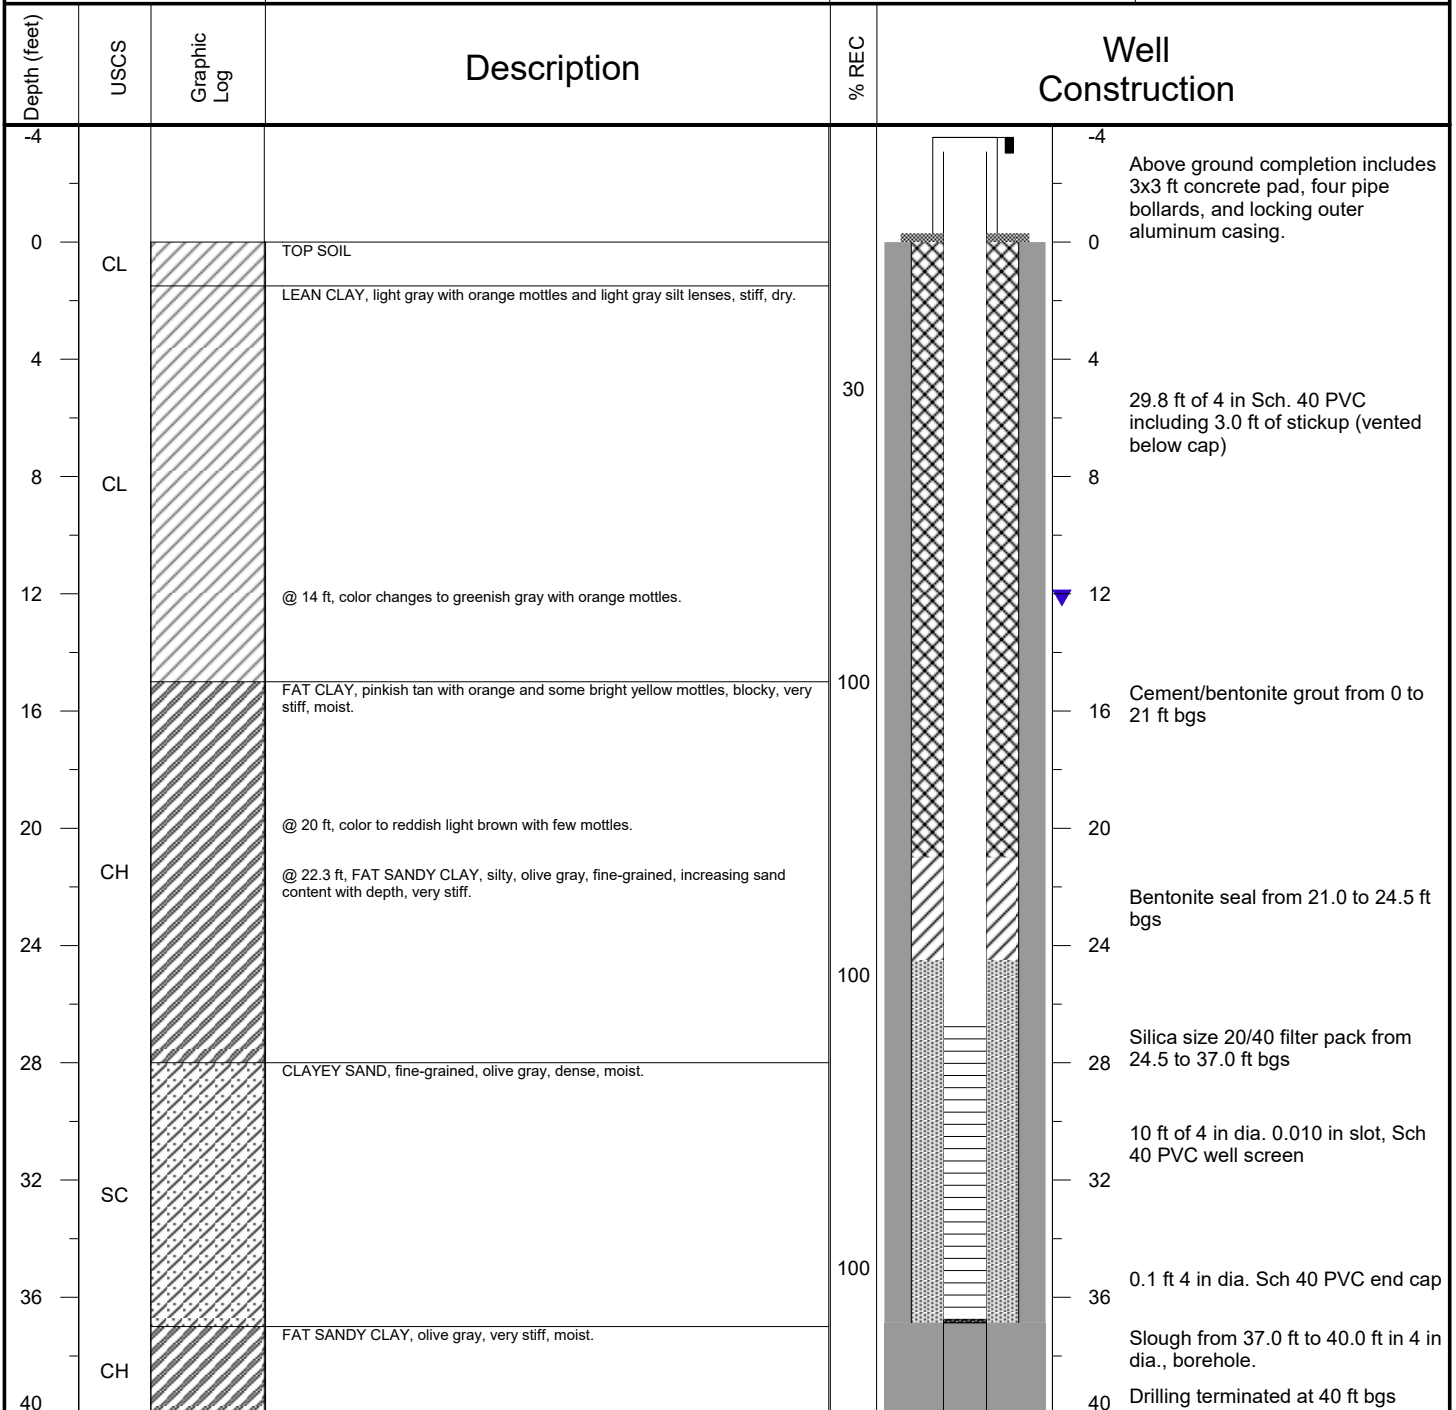 Depth (feet)
USCS
Graphic
Log
Description
% REC
Well
Construction
-4
-4
Above ground completion includes
3x3 ft concrete pad, four pipe
bollards, and locking outer
aluminum casing.
0
0
CL
TOP SOIL
LEAN CLAY, light gray with orange mottles and light gray silt lenses, stiff, dry.
4
4
30
29.8 ft of 4 in Sch. 40 PVC
including 3.0 ft of stickup (vented
below cap)
8
CL
8
12
@ 14 ft, color changes to greenish gray with orange mottles.
12
FAT CLAY, pinkish tan with orange and some bright yellow mottles, blocky, very
stiff, moist.
100
16
16
Cement/bentonite grout from 0 to
21 ft bgs
20
@ 20 ft, color to reddish light brown with few mottles.
20
CH
@ 22.3 ft, FAT SANDY CLAY, silty, olive gray, fine-grained, increasing sand
content with depth, very stiff.
Bentonite seal from 21.0 to 24.5 ft
bgs
24
24
100
Silica size 20/40 filter pack from
24.5 to 37.0 ft bgs
28
CLAYEY SAND, fine-grained, olive gray, dense, moist.
28
10 ft of 4 in dia. 0.010 in slot, Sch
40 PVC well screen
32
SC
32
100
0.1 ft 4 in dia. Sch 40 PVC end cap
36
36
FAT SANDY CLAY, olive gray, very stiff, moist.
Slough from 37.0 ft to 40.0 ft in 4 in
dia., borehole.
CH
40
40
Drilling terminated at 40 ft bgs